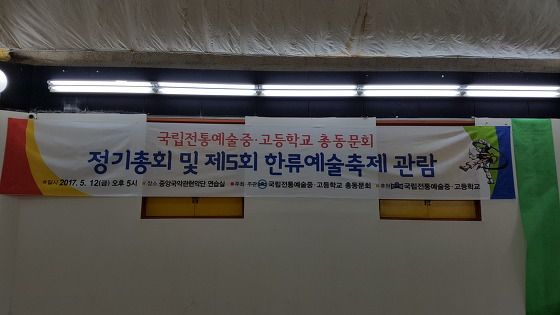 국립전통예술중·고등학교 총동문회
정기총회 및 제5회 한류예술축제 관람
■일시 2017. 5. 12(금) 오후 5시 ■장소 중앙국악관현악단 연습실 ■주최·주관 국립전통예술중·고등학교 총동문회 ■후원 국립전통예술중·고등학교